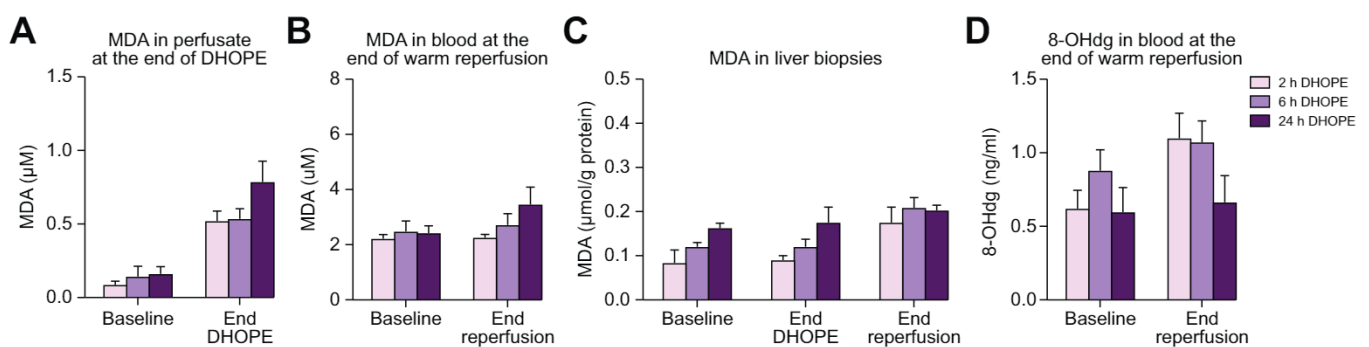 A
MDA in perfusate
at the end of DHOPE
MDA (µM)
1.5
1.0
0.5
0.0
Baseline
End
DHOPE
B
MDA in blood at the
end of warm reperfusion
MDA (uM)
8
6
4
2
0
Baseline
End
reperfusion
C
MDA in liver biopsies
MDA (µmol/g protein)
0.5
0.4
0.3
0.2
0.1
0.0
Baseline
End
DHOPE
End
reperfusion
D
8-OHdg in blood at the
end of warm reperfusion
8-OHdg (ng/ml)
1.5
1.0
0.5
0.0
Baseline
End
reperfusion
2 h DHOPE
6 h DHOPE
24 h DHOPE